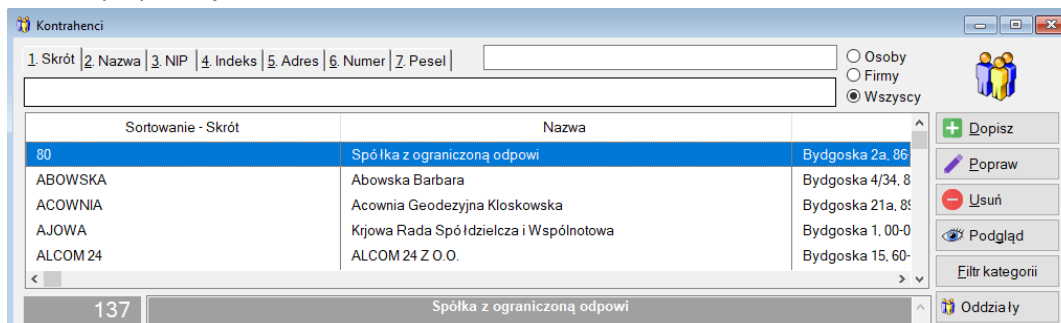 Kontrahenci
1. Skrót 2. Nazwa 3. NIP 4. Indeks 5. Adres 6. Numer 7. Pesel
Osoby
Firmy
Wszyscy
Sortowanie - Skrót Nazwa
80 Spółka z ograniczoną odpowi Bydgoska 2a, 86-
ABOWSKA Abowska Barbara Bydgoska 4/34, 8
ACOWNIA Acownia Geodezyjna Kloskowska Bydgoska 21a, 89
AJOWA Krjowa Rada Spółdzielcza i Wspólnotowa Bydgoska 1, 00-0
ALCOM 24 ALCOM 24 Z O.O. Bydgoska 15, 60-
137 Spółka z ograniczoną odpowi
Dopisz
Popraw
Usuń
Podgląd
Filtr kategorii
Oddziały